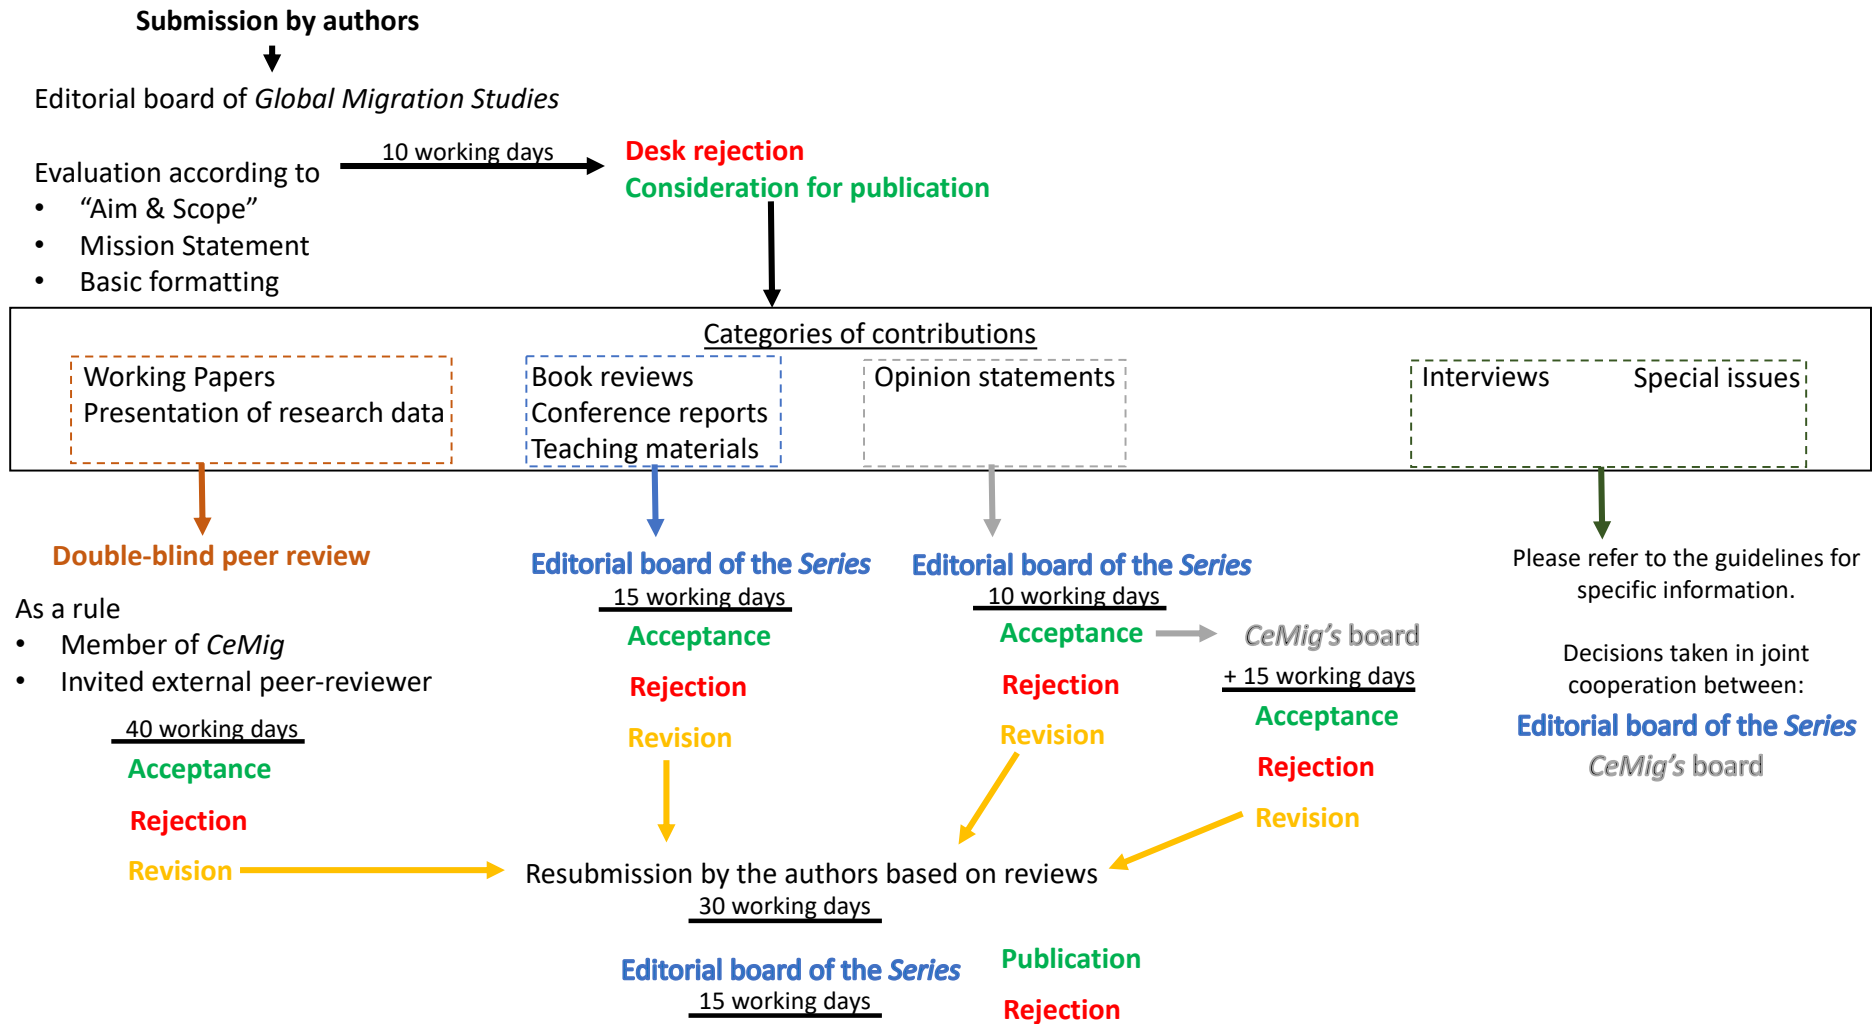 Submission by authors
Editorial board of Global Migration Studies
10 working days
Desk rejection
Consideration for publication
Evaluation according to
• “Aim & Scope”
• Mission Statement
• Basic formatting
Categories of contributions
Working Papers
Presentation of research data
Book reviews
Conference reports
Teaching materials
Opinion statements
Interviews
Special issues
Double-blind peer review
As a rule
• Member of CeMig
• Invited external peer-reviewer
40 working days
Acceptance
Rejection
Revision
Editorial board of the Series
15 working days
Acceptance
Rejection
Revision
Editorial board of the Series
10 working days
Acceptance
Rejection
Revision
CeMig's board
+ 15 working days
Acceptance
Rejection
Revision
Please refer to the guidelines for
specific information.
Decisions taken in joint
cooperation between:
Editorial board of the Series
CeMig's board
Resubmission by the authors based on reviews
30 working days
Editorial board of the Series
15 working days
Publication
Rejection